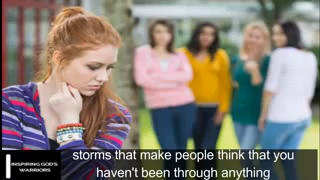 INSPIRING GOD'S
WARRIORS
storms that make people think that you
haven't been through anything